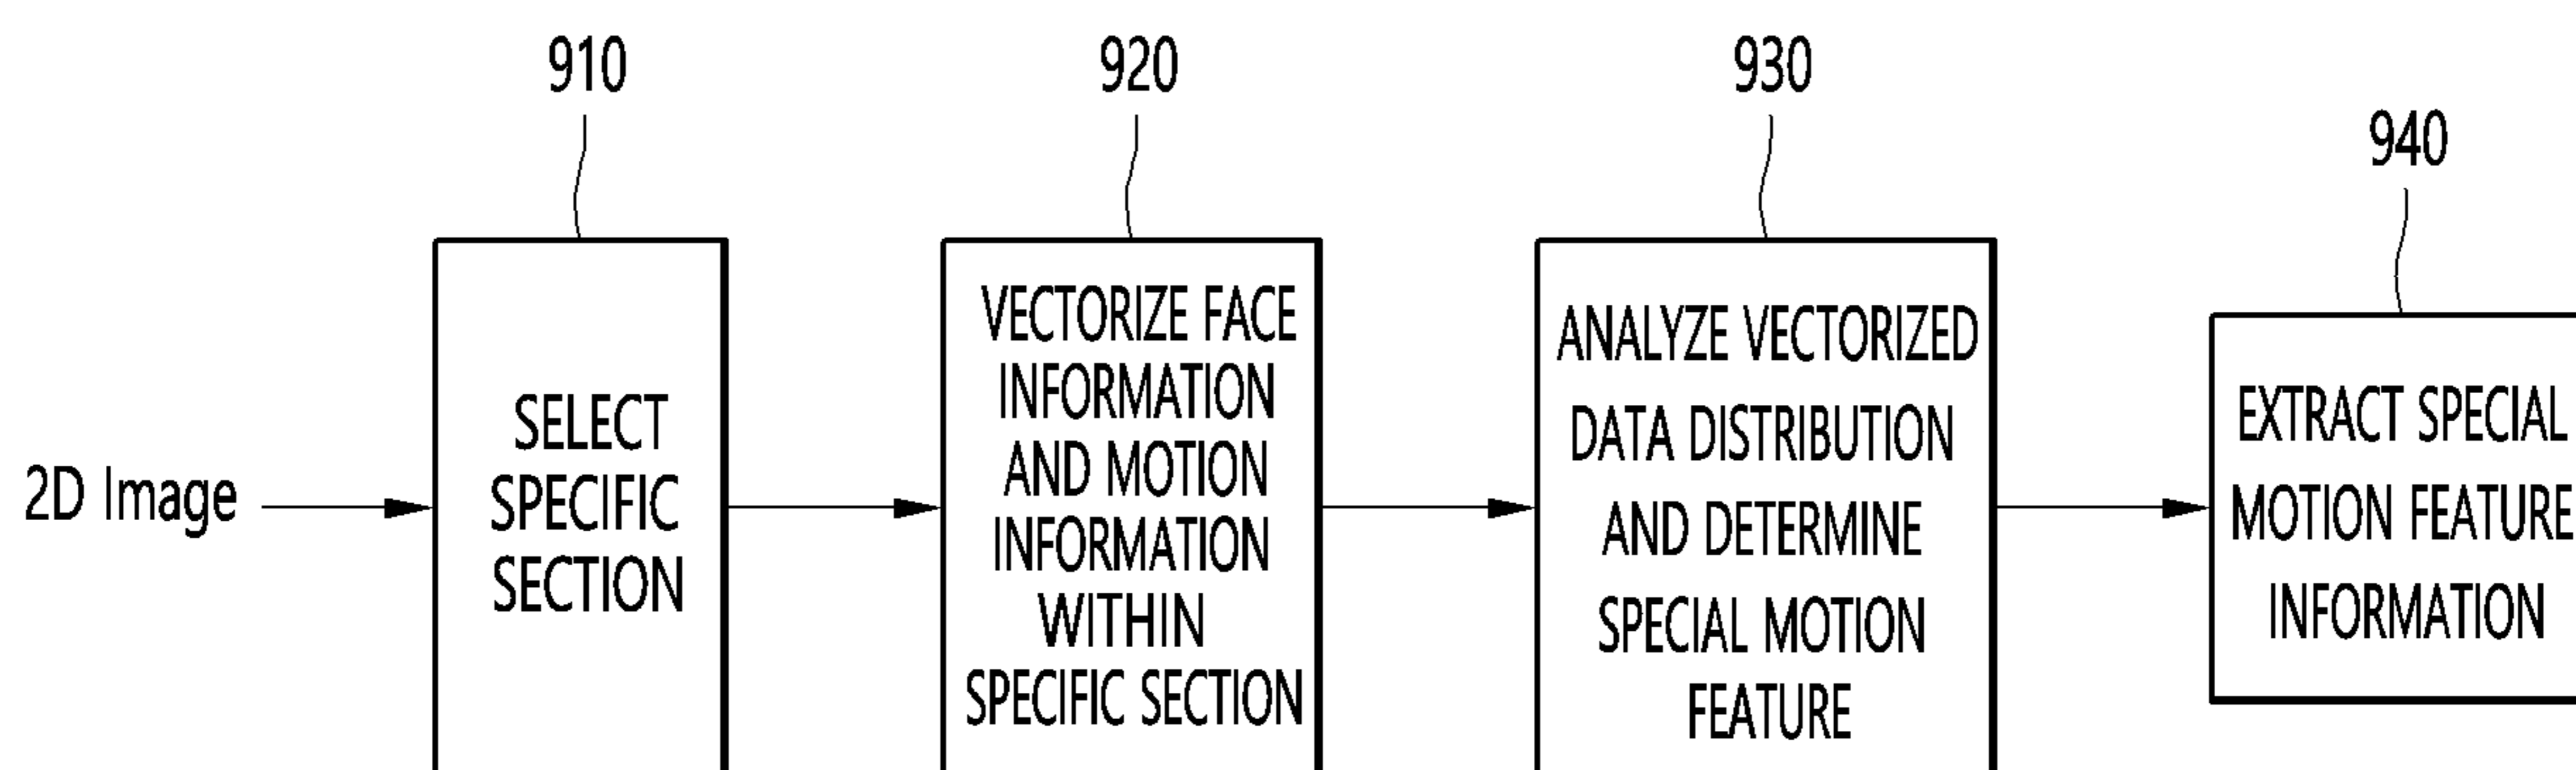 910
920
930
940
2D Image
SELECT
SPECIFIC
SECTION
VECTORIZE FACE
INFORMATION
AND MOTION
INFORMATION
WITHIN
SPECIFIC SECTION
ANALYZE VECTORIZED
DATA DISTRIBUTION
AND DETERMINE
SPECIAL MOTION
FEATURE
EXTRACT SPECIAL
MOTION FEATURE
INFORMATION